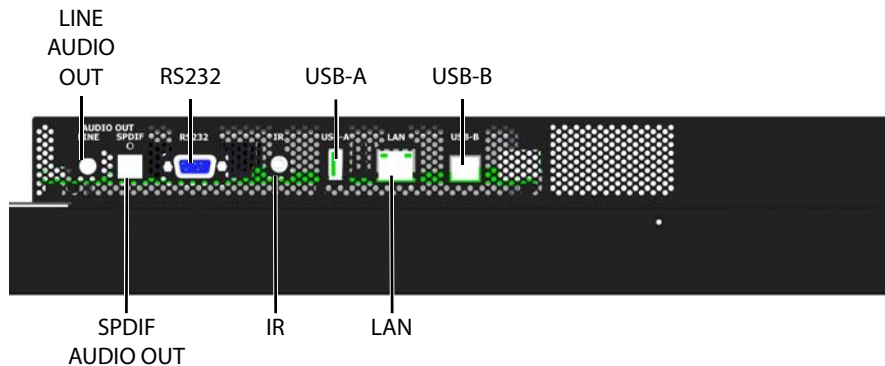 LINE
AUDIO
OUT
RS232
USB-A
USB-B
AUDIO OUT
LINE SPDIF RS232 IR USB-A LAN USB-B
SPDIF
AUDIO OUT
IR
LAN